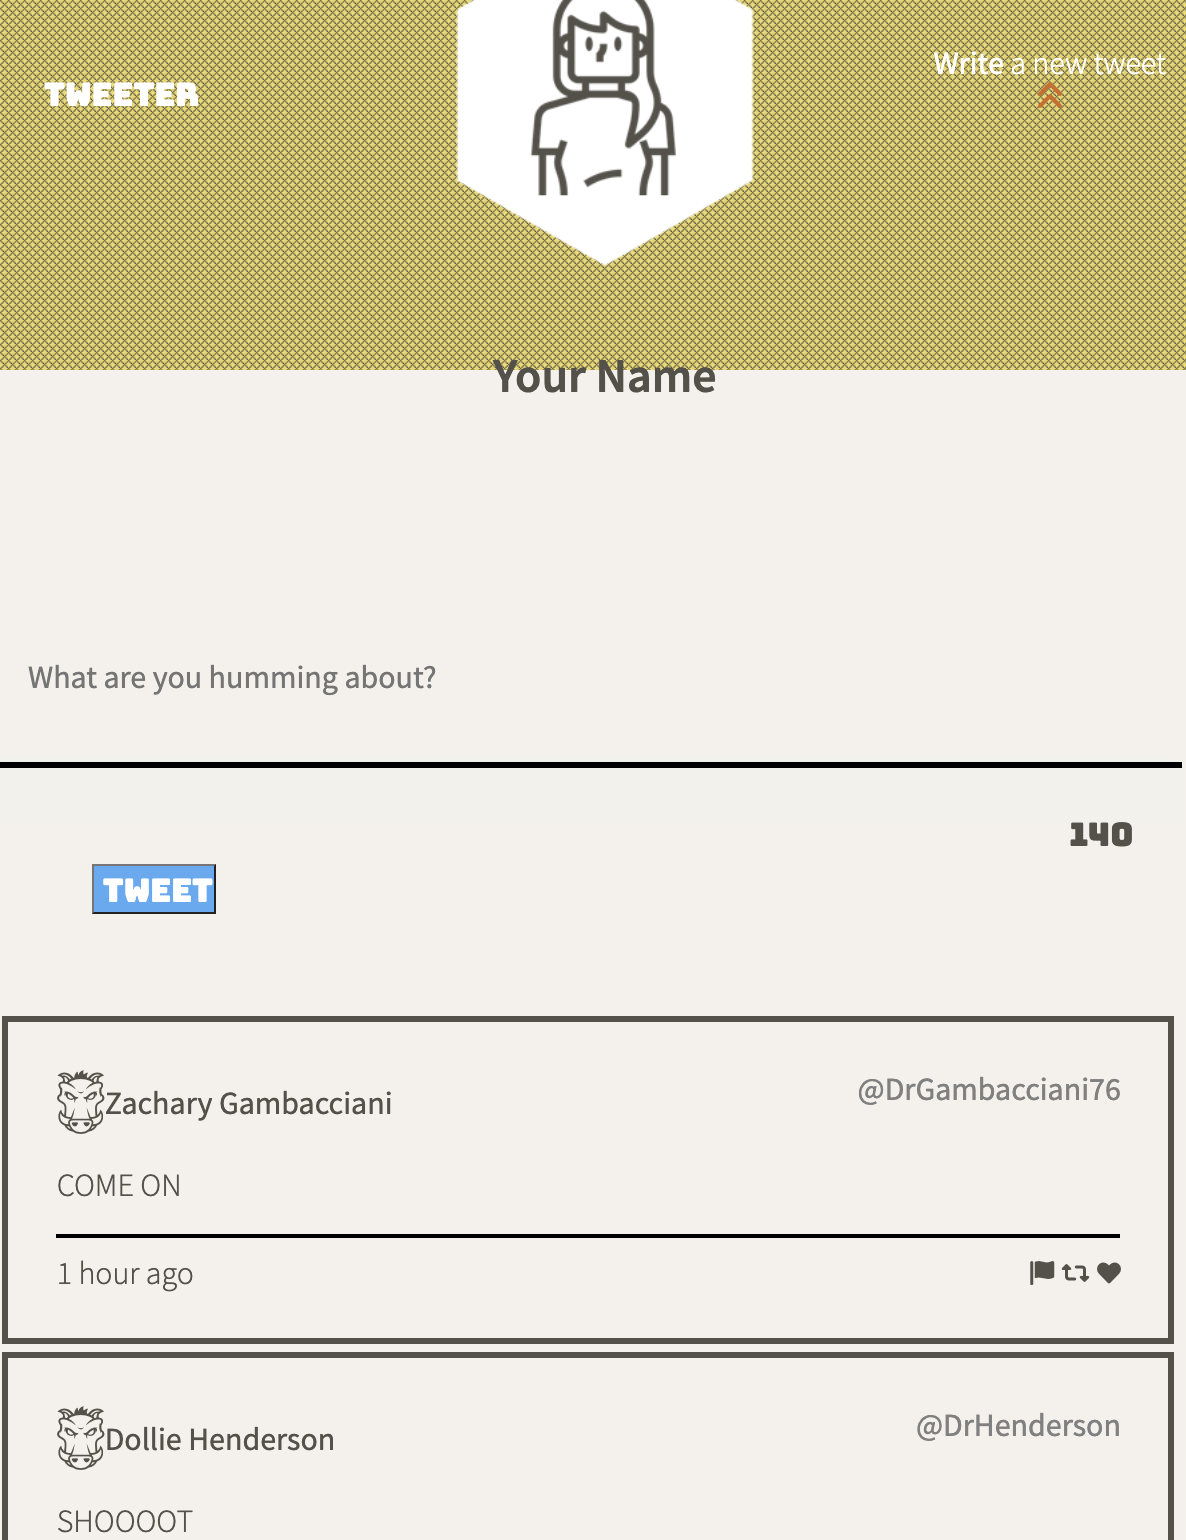 TWEETER
Write a new tweet
Your Name
What are you humming about?
140
TWEET
Zachary Gambacciani
@DrGambacciani76
COME ON
1 hour ago
Dollie Henderson
@DrHenderson
SHOOOOT